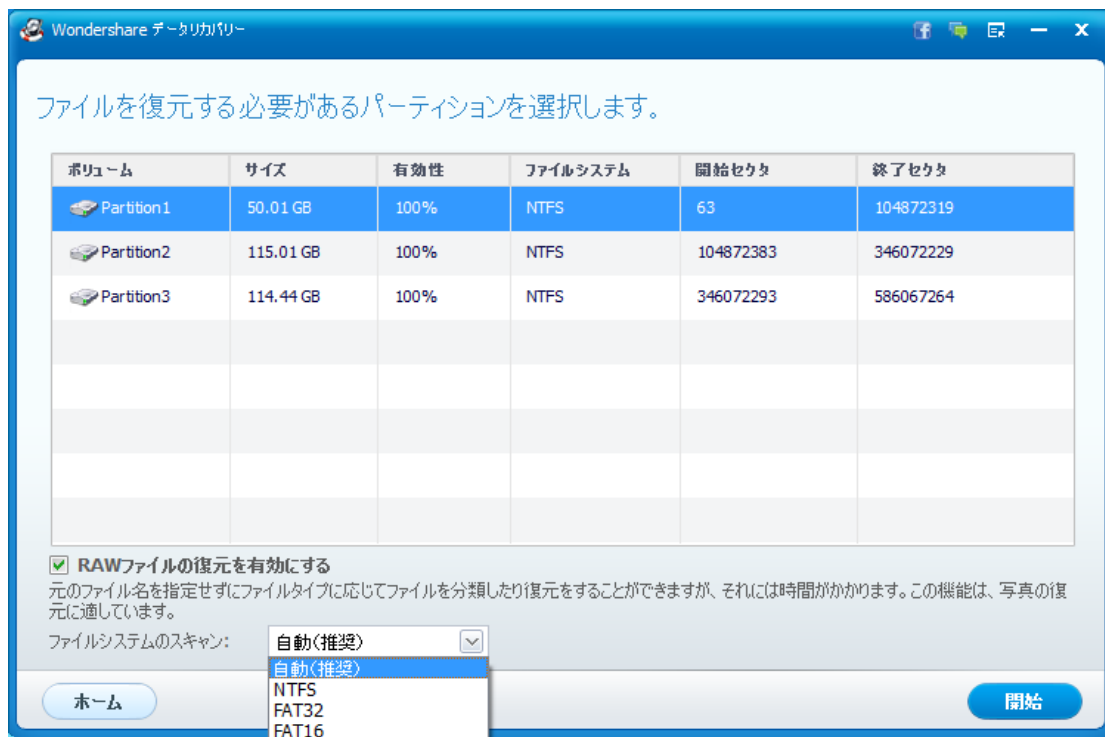 Wondershare データリカバリー
ファイルを復元する必要があるパーティションを選択します。
ボリューム サイズ 有効性 ファイルシステム 開始セクタ 終了セクタ
Partition1 50.01 GB 100% NTFS 63 104872319
Partition2 115.01 GB 100% NTFS 104872383 346072229
Partition3 114.44 GB 100% NTFS 346072293 586067264
RAWファイルの復元を有効にする
元のファイル名を指定せずにファイルタイプに応じてファイルを分類したり復元をすることができますが、それには時間がかかります。この機能は、写真の復
元に適しています。
ファイルシステムのスキャン: 自動(推奨)
自動(推奨)
NTFS
FAT32
FAT16
ホーム 開始